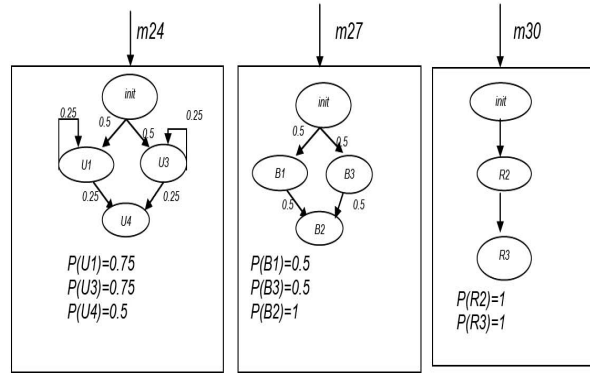 m24
init
0.25
0.5
0.5
0.25
U1
U3
0.25
0.25
U4
P(U1)=0.75
P(U3)=0.75
P(U4)=0.5
m27
init
0.5
0.5
B1
B3
0.5
0.5
B2
P(B1)=0.5
P(B3)=0.5
P(B2)=1
m30
init
R2
R3
P(R2)=1
P(R3)=1